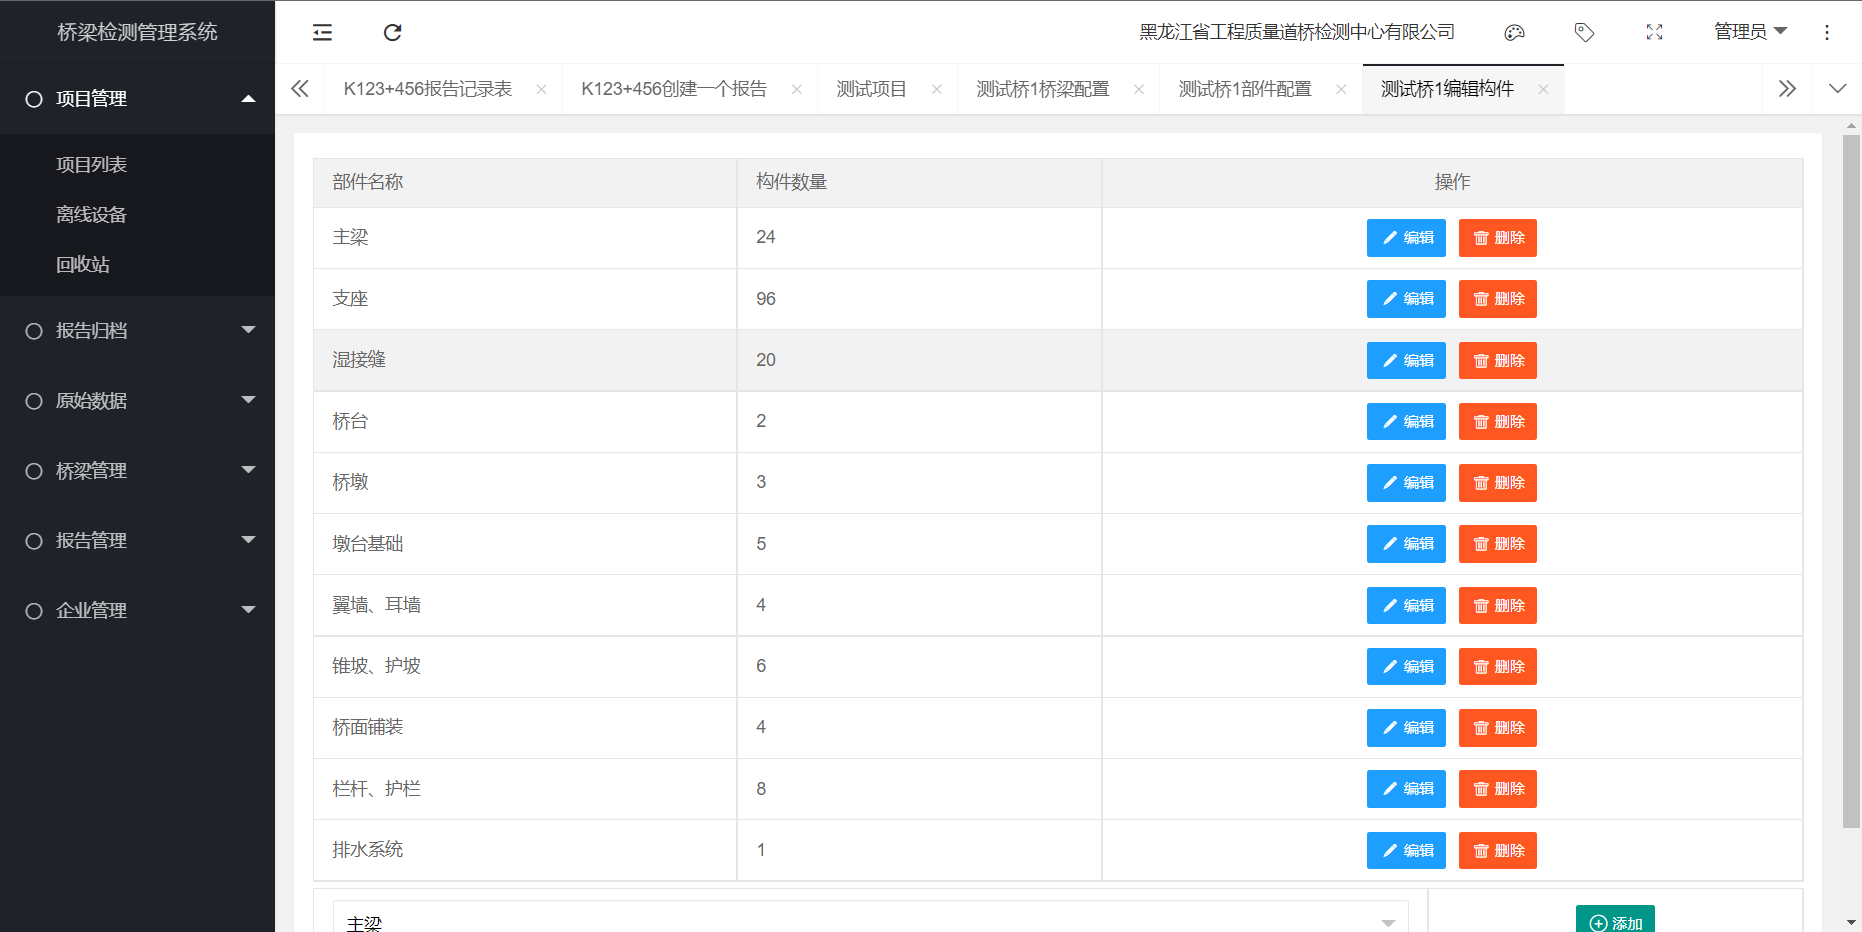 桥梁检测管理系统
黑龙江省工程质量道桥检测中心有限公司
管理员
项目管理
项目列表
离线设备
回收站
报告归档
原始数据
桥梁管理
报告管理
企业管理
K123+456报告记录表
K123+456创建一个报告
测试项目
测试桥1桥梁配置
测试桥1部件配置
测试桥1编辑构件
部件名称 构件数量 操作
主梁 24 编辑 删除
支座 96 编辑 删除
湿接缝 20 编辑 删除
桥台 2 编辑 删除
桥墩 3 编辑 删除
墩台基础 5 编辑 删除
翼墙、耳墙 4 编辑 删除
锥坡、护坡 6 编辑 删除
桥面铺装 4 编辑 删除
栏杆、护栏 8 编辑 删除
排水系统 1 编辑 删除
主梁 添加